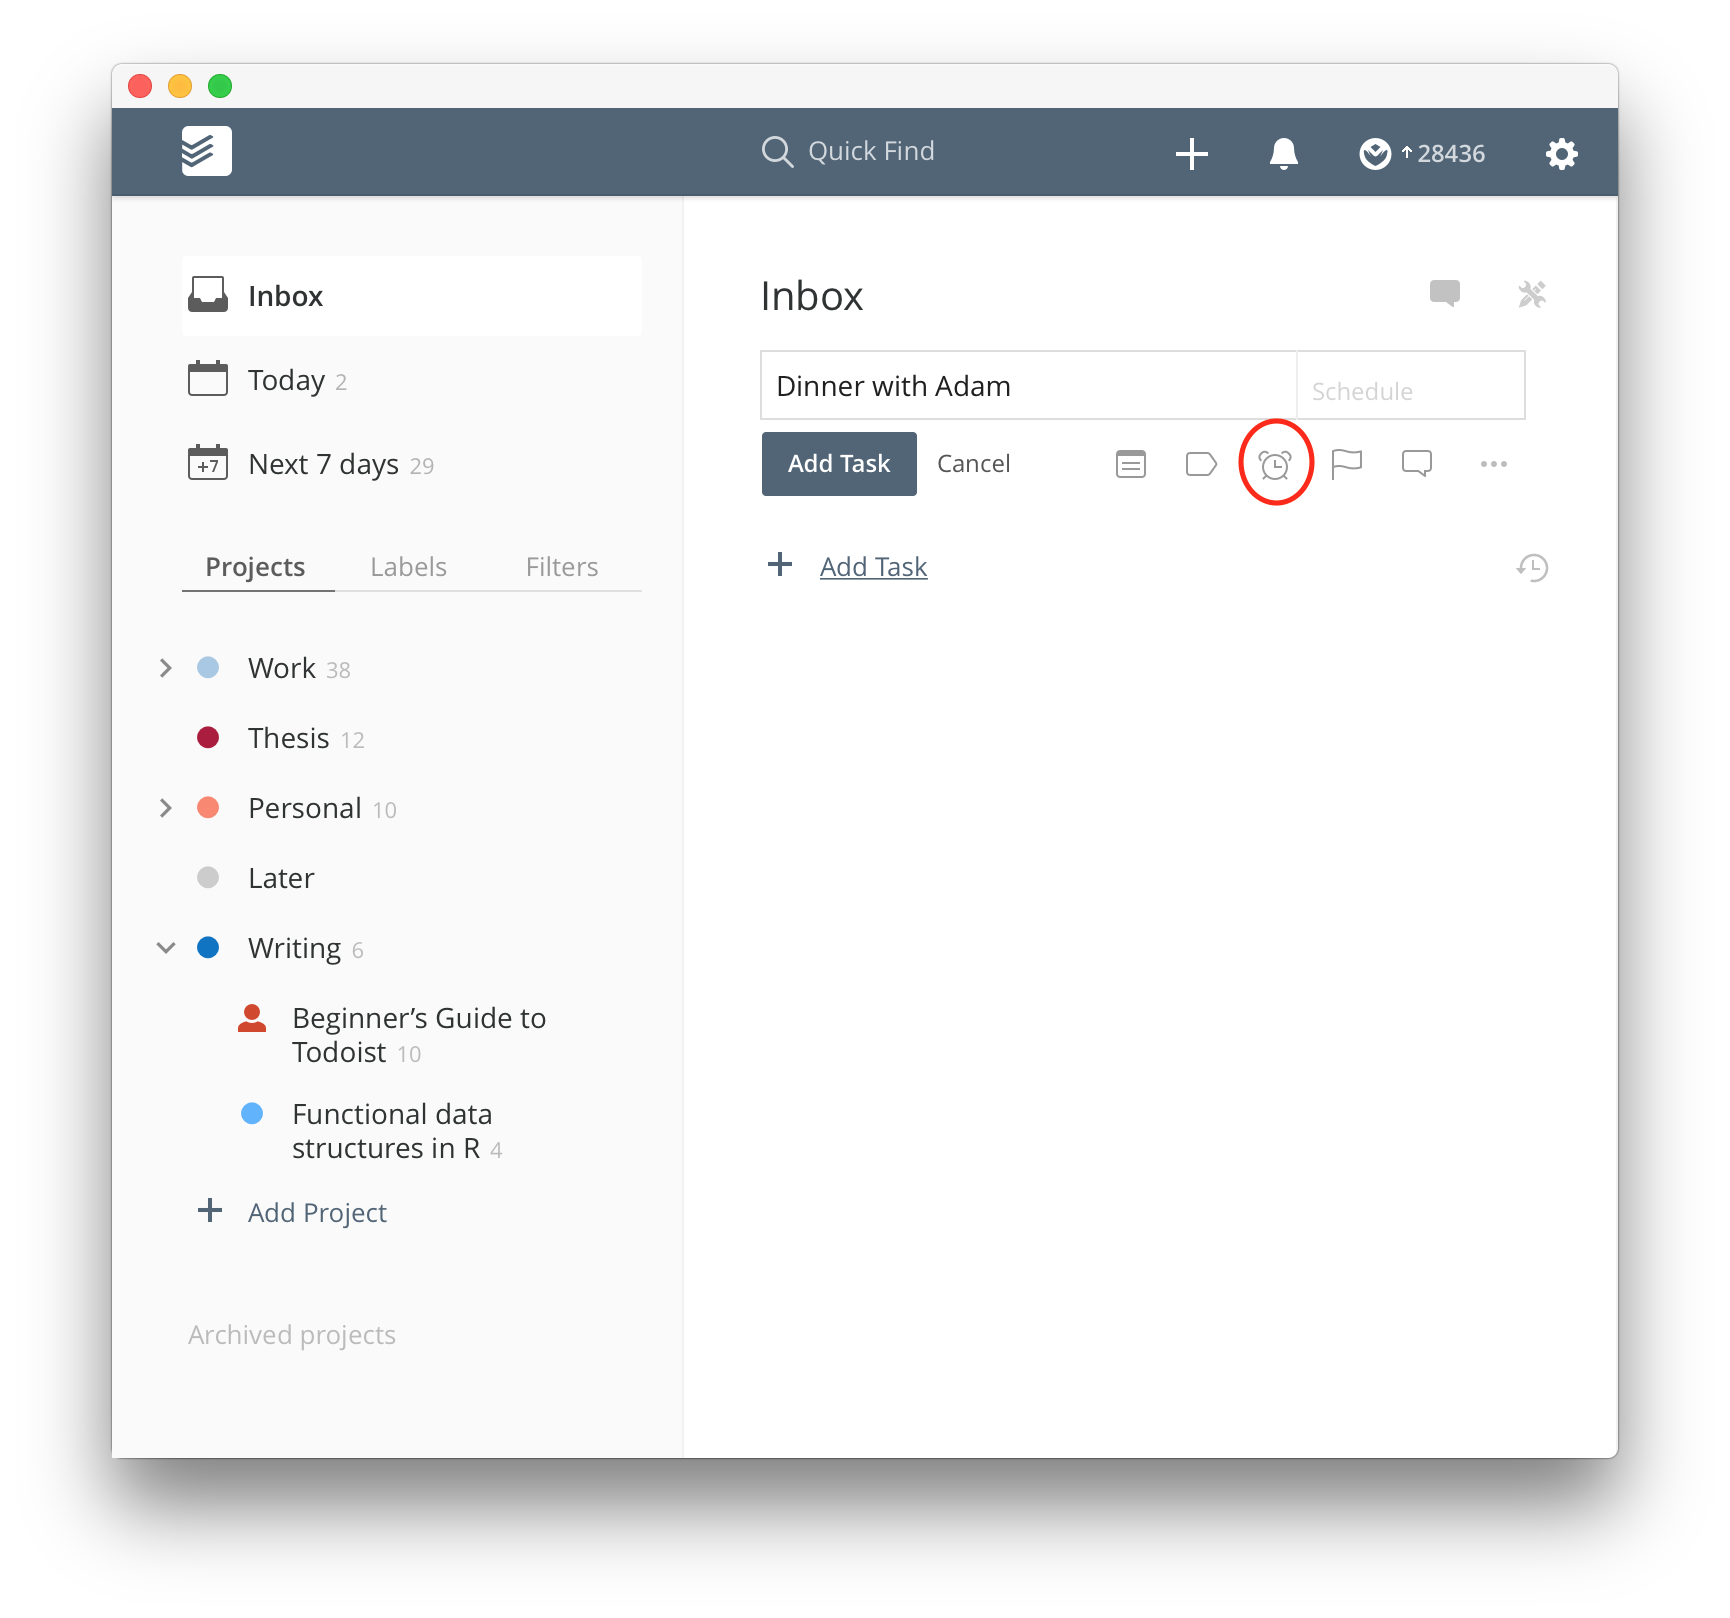 Quick Find
28436
Inbox
Today 2
+7
Next 7 days 29
Projects Labels Filters
Work 38
Thesis 12
Personal 10
Later
Writing 6
Beginner’s Guide to
Todoist 10
Functional data
structures in R 4
Add Project
Archived projects
Inbox
Dinner with Adam
Schedule
Add Task
Cancel
Add Task